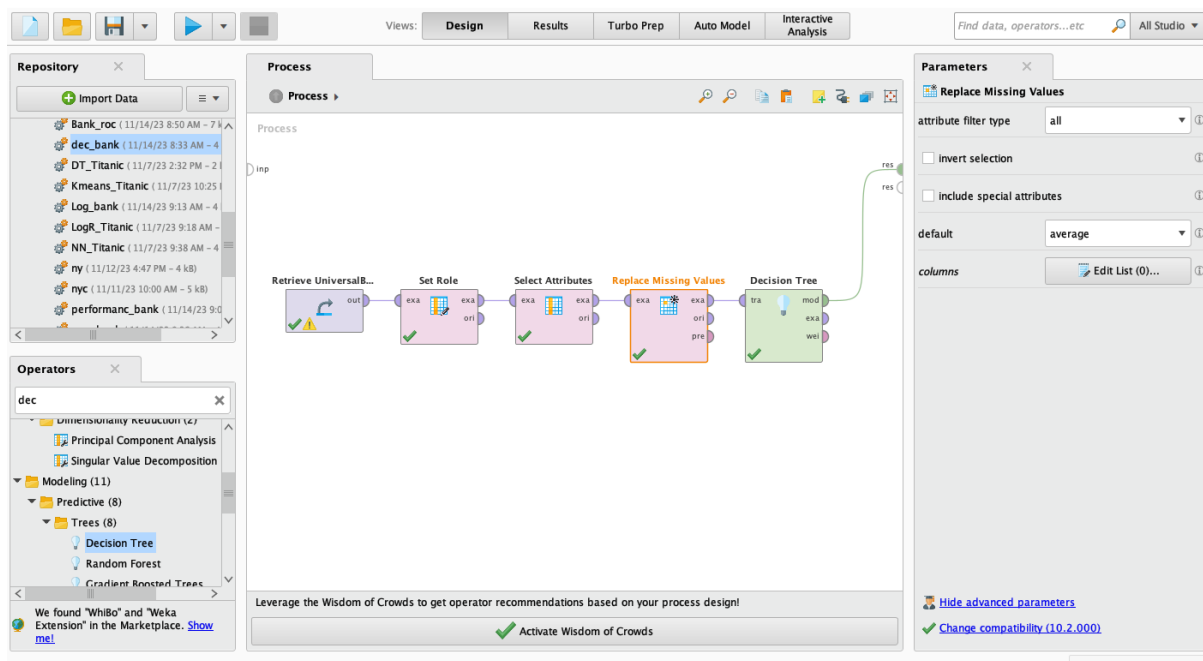 Views:
Design
Results
Turbo Prep
Auto Model
Interactive
Analysis
Find data, operators...etc
All Studio
Repository
Import Data
Bank_roc (11/14/23 8:50 AM – 7 k
dec_bank (11/14/23 8:33 AM – 4
DT_Titanic (11/7/23 2:32 PM – 2
Kmeans_Titanic (11/7/23 10:25
Log_bank (11/14/23 9:13 AM – 4
LogR_Titanic (11/7/23 9:18 AM –
NN_Titanic (11/7/23 9:38 AM – 4
ny (11/12/23 4:47 PM – 4 kB)
nyc (11/11/23 10:00 AM – 5 kB)
performanc_bank (11/14/23 9:0
Operators
dec
Dimensionality Reduction (2)
Principal Component Analysis
Singular Value Decomposition
Modeling (11)
Predictive (8)
Trees (8)
Decision Tree
Random Forest
Gradient Boosted Trees
We found "WhiBo" and "Weka
Extension" in the Marketplace. Show
me!
Process
Process
Process
inp
res
res
Retrieve UniversalB...
out
Set Role
exa exa
ori
Select Attributes
exa exa
ori
Replace Missing Values
exa exa
ori
pre
Decision Tree
tra mod
exa
wei
Leverage the Wisdom of Crowds to get operator recommendations based on your process design!
Activate Wisdom of Crowds
Parameters
Replace Missing Values
attribute filter type
all
invert selection
include special attributes
default
average
columns
Edit List (0)...
Hide advanced parameters
Change compatibility (10.2.000)